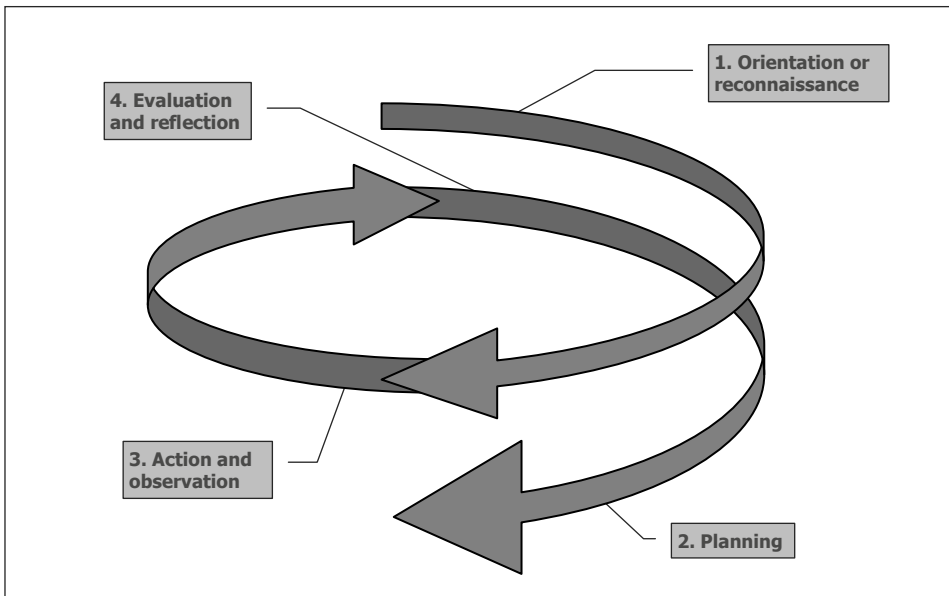 1. Orientation or
reconnaissance
4. Evaluation
and reflection
3. Action and
observation
2. Planning